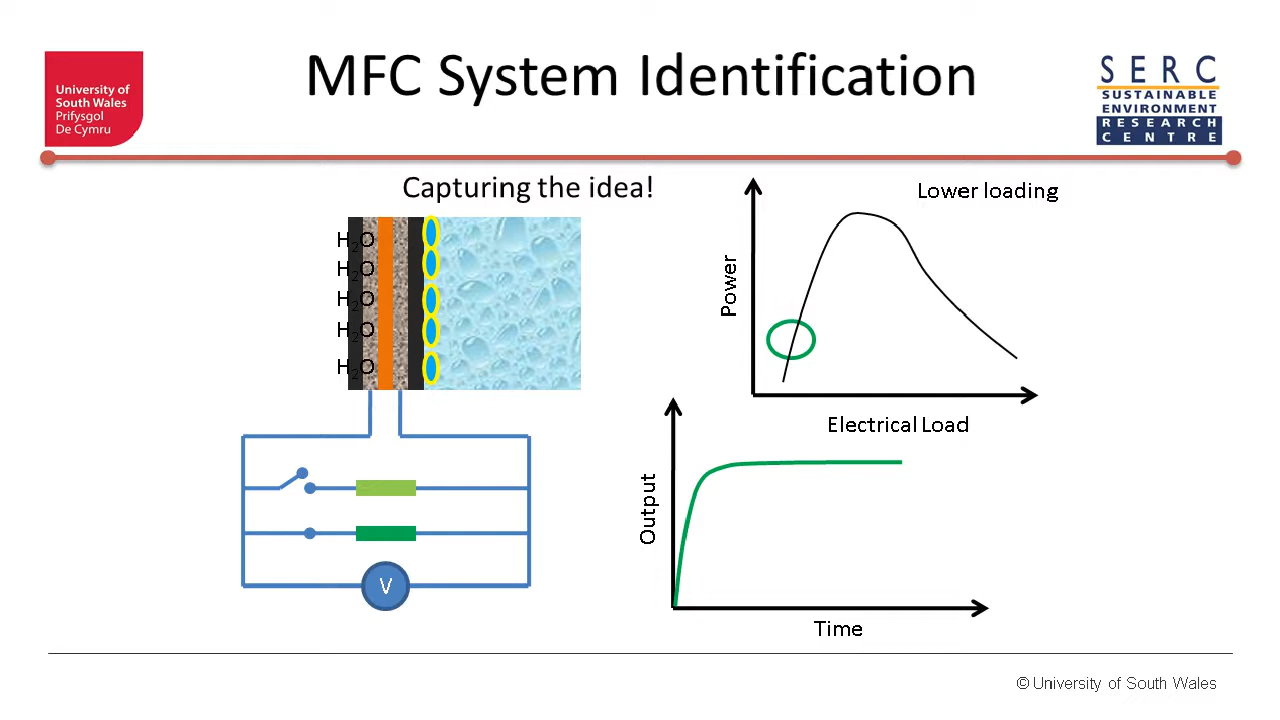 MFC System Identification
University of
South Wales
Prifysgol
De Cymru
SERC
SUSTAINABLE
ENVIRONMENT
RESEARCH
CENTRE
Capturing the idea!
H₂O
H₂O
H₂O
H₂O
H₂O
V
Lower loading
Power
Electrical Load
Output
Time
© University of South Wales